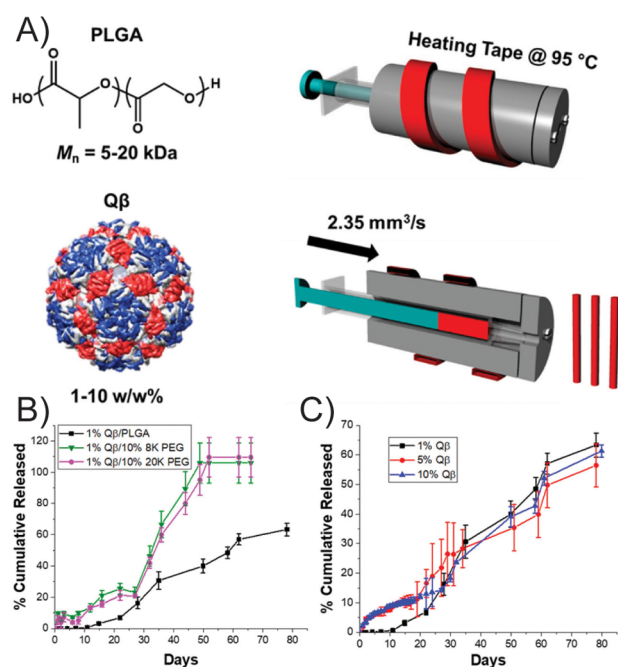 A)
PLGA
O
O
HO
O
O
H
O
Mn = 5-20 kDa
Heating Tape @ 95 °C
Qβ
1-10 w/w%
2.35 mm³/s
B)
1% Qβ/PLGA
1% Qβ/10% 8K PEG
1% Qβ/10% 20K PEG
% Cumulative Released
120
100
80
60
40
20
0
0 10 20 30 40 50 60 70 80
Days
C)
1% Qβ
5% Qβ
10% Qβ
% Cumulative Released
70
60
50
40
30
20
10
0
0 10 20 30 40 50 60 70 80
Days